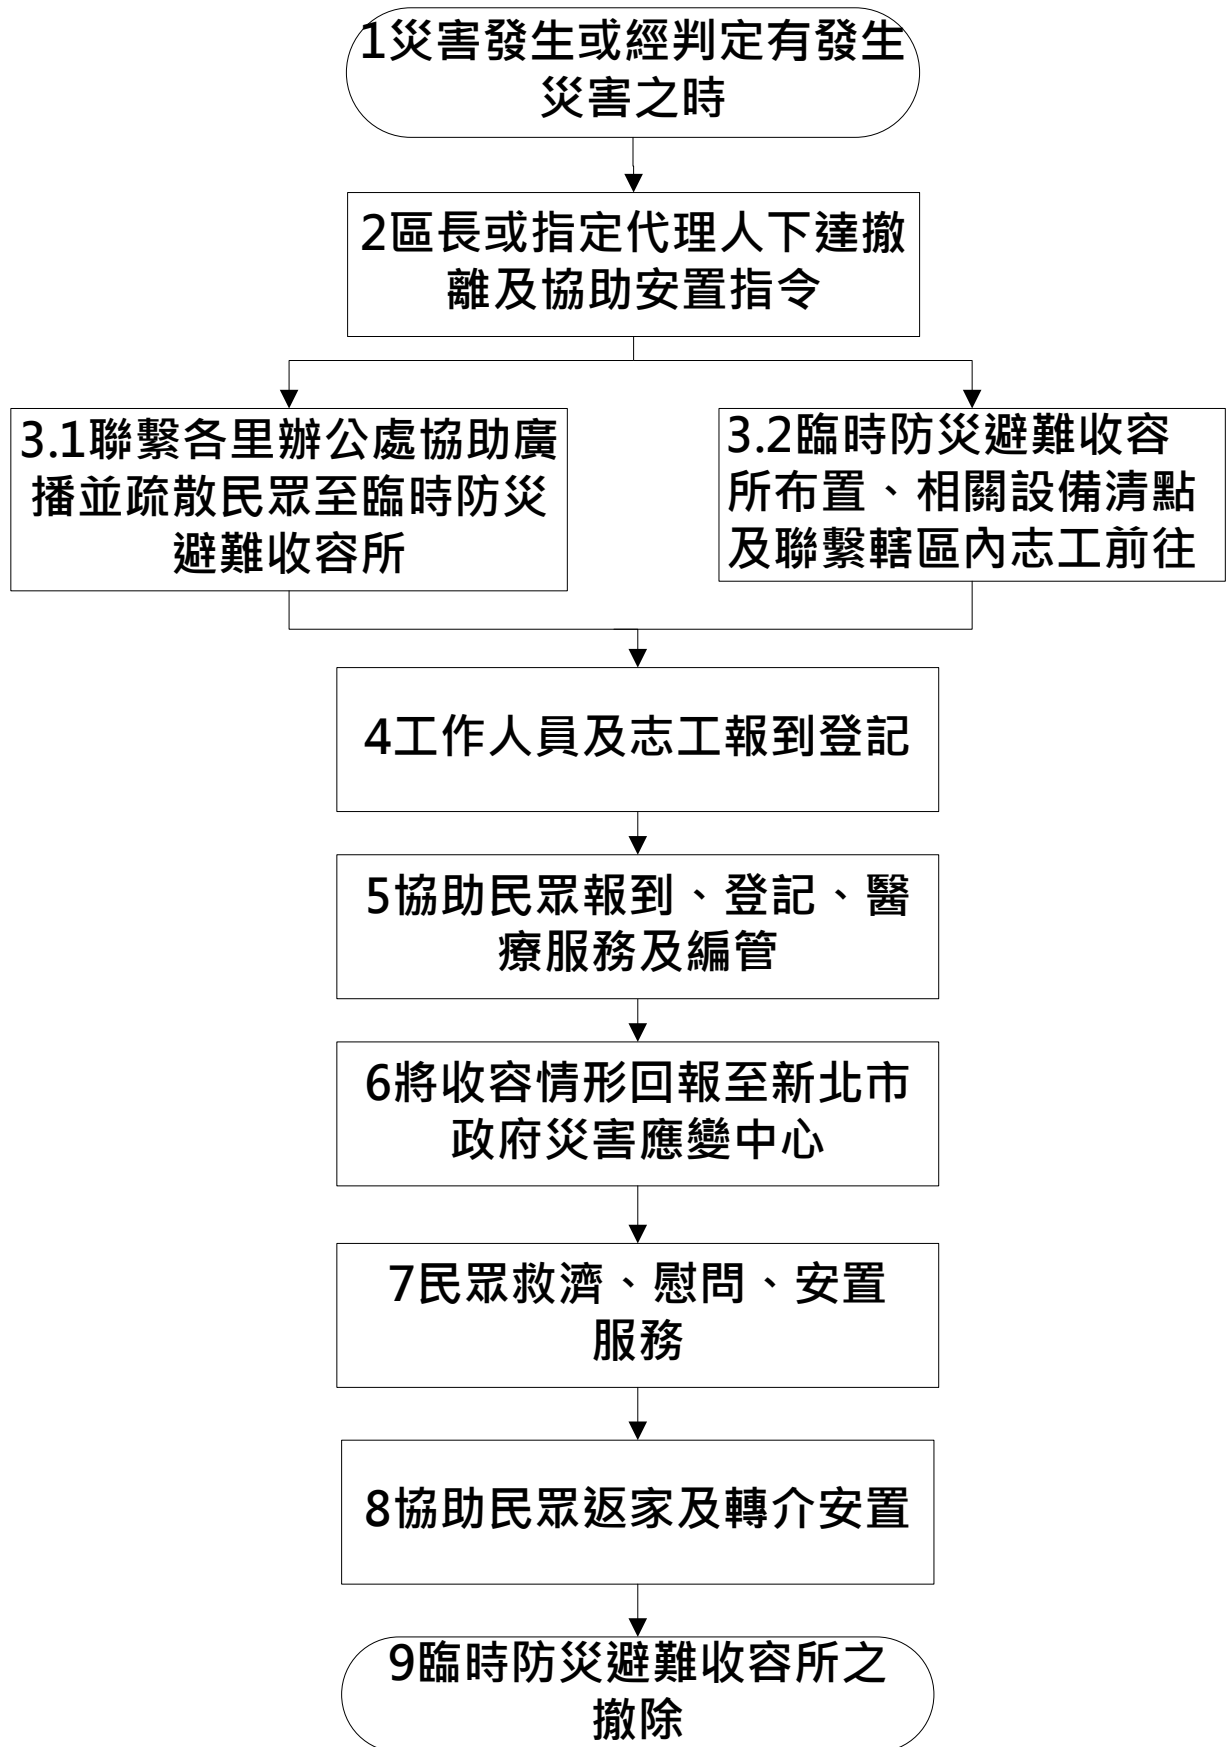 1災害發生或經判定有發生
災害之時
2區長或指定代理人下達撤
離及協助安置指令
3.1聯繫各里辦公處協助廣
播並疏散民眾至臨時防災
避難收容所
3.2臨時防災避難收容
所布置、相關設備清點
及聯繫轄區內志工前往
4工作人員及志工報到登記
5協助民眾報到、登記、醫
療服務及編管
6將收容情形回報至新北市
政府災害應變中心
7民眾救濟、慰問、安置
服務
8協助民眾返家及轉介安置
9臨時防災避難收容所之
撤除